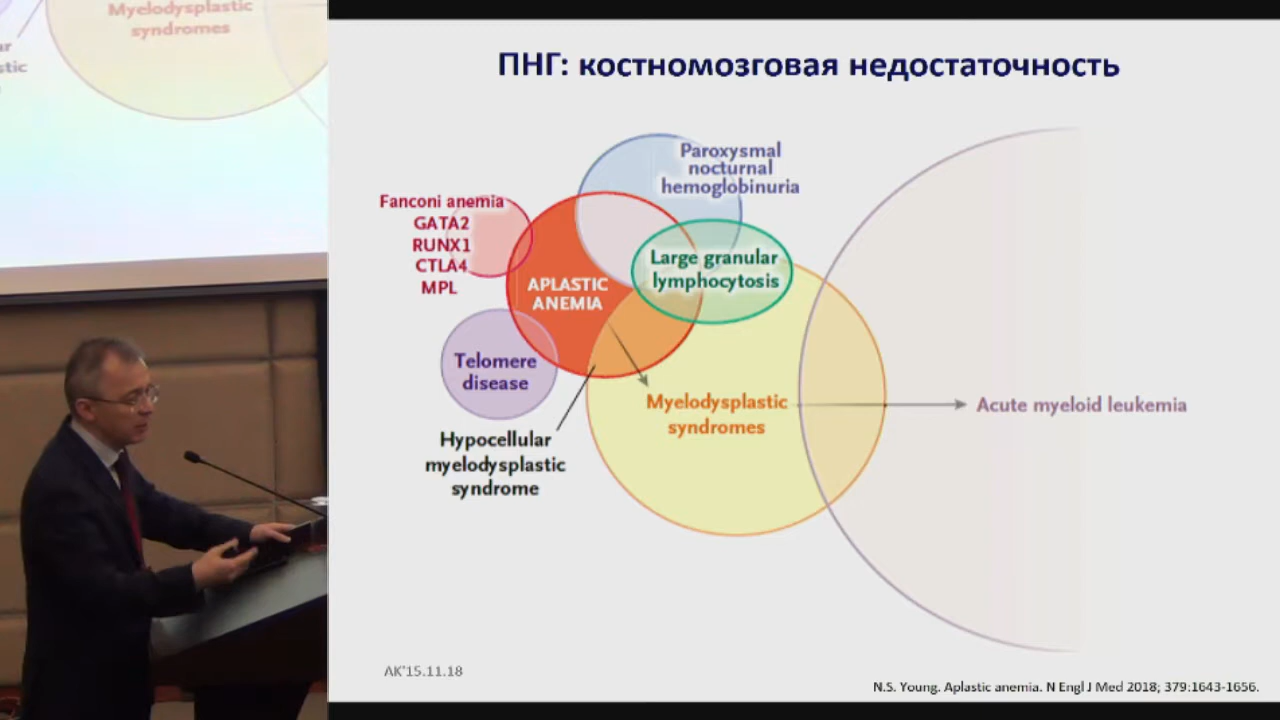 Myelodysplastic
syndromes
ПНГ: костномозговая недостаточность
Paroxysmal
nocturnal
hemoglobinuria
Fanconi anemia
GATA2
RUNX1
CTLA4
MPL
Large granular
lymphocytosis
APLASTIC
ANEMIA
Telomere
disease
Myelodysplastic
syndromes
Acute myeloid leukemia
Hypocellular
myelodysplastic
syndrome
ЛК'15.11.18
N.S. Young. Aplastic anemia. N Engl J Med 2018; 379:1643-1656.